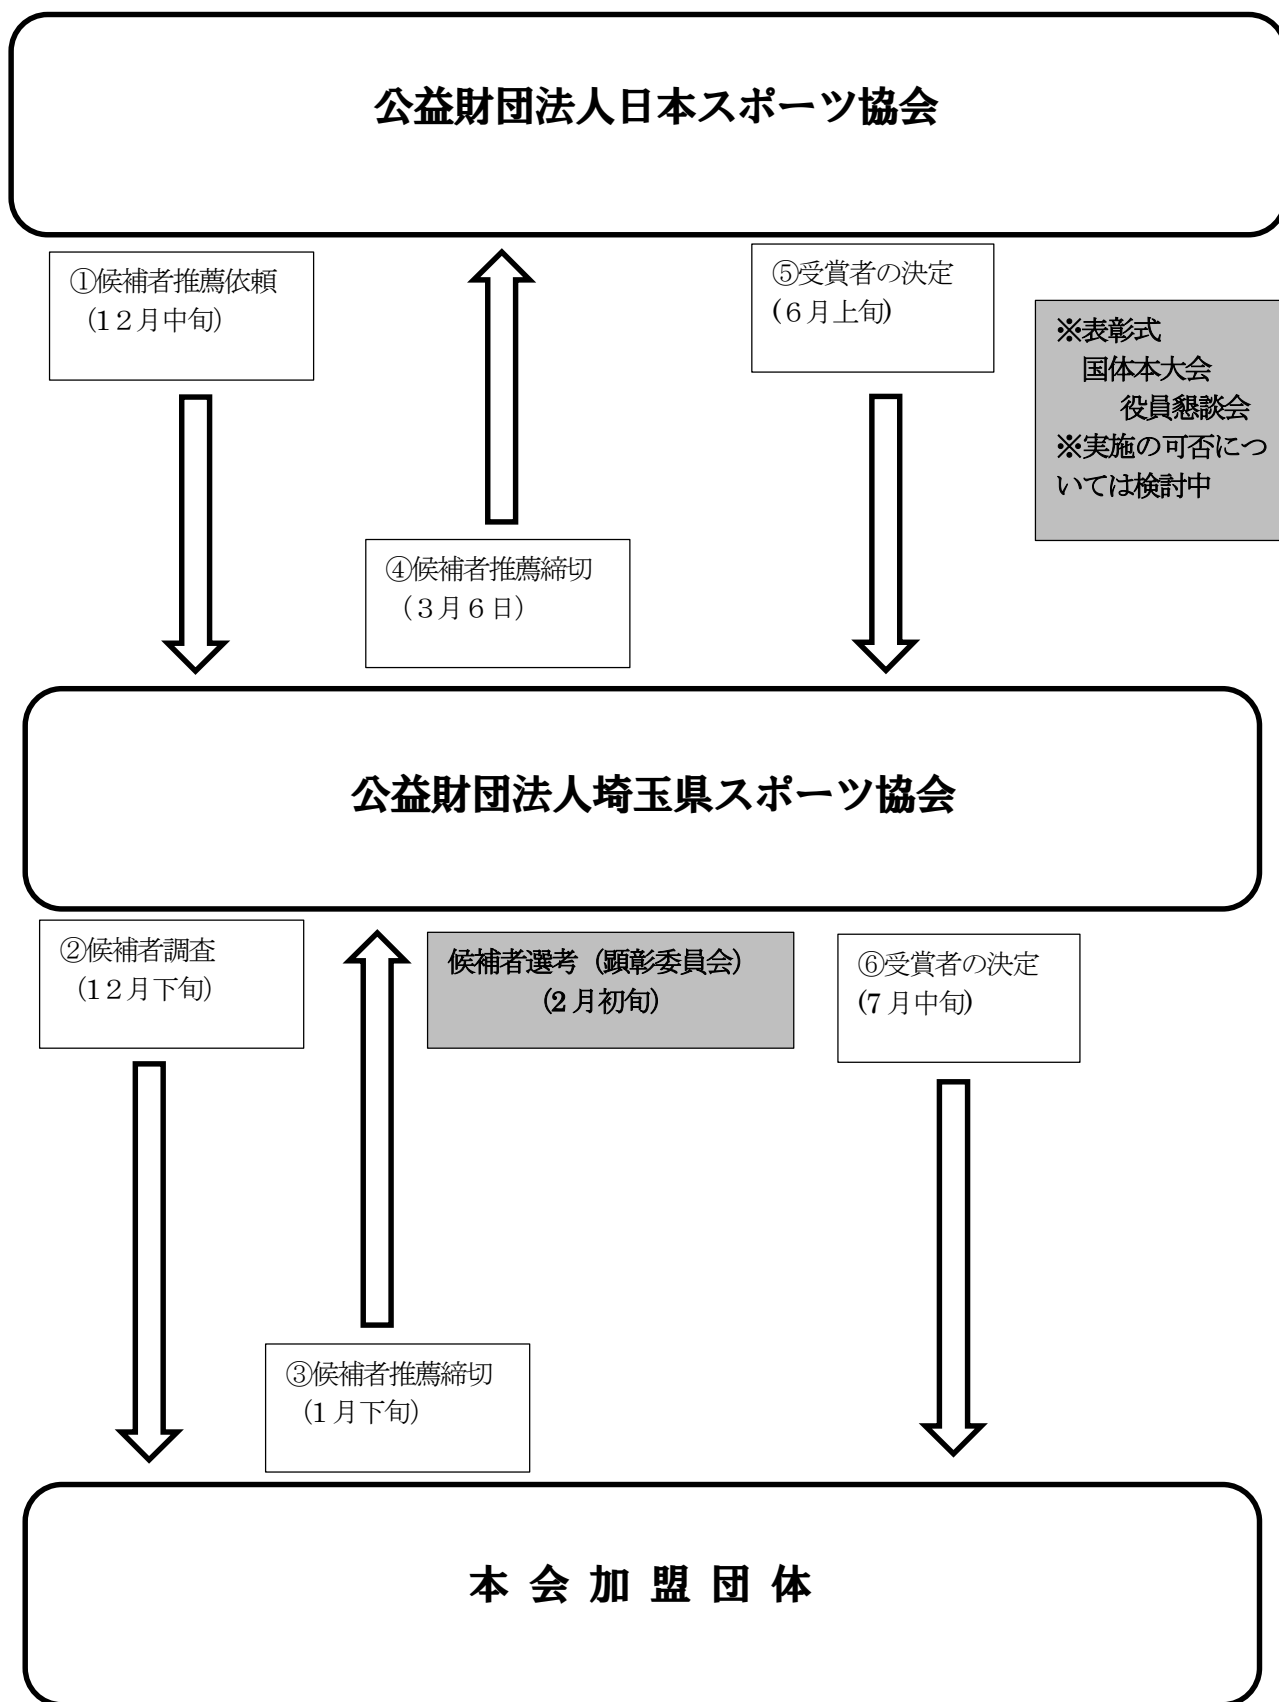 公益財団法人日本スポーツ協会
①候補者推薦依頼
(12月中旬)
⑤受賞者の決定
(6月上旬)
※表彰式
国体本大会
役員懇談会
※実施の可否につ
いては検討中
④候補者推薦締切
(3月6日)
公益財団法人埼玉県スポーツ協会
②候補者調査
(12月下旬)
候補者選考(顕彰委員会)
(2月初旬)
⑥受賞者の決定
(7月中旬)
③候補者推薦締切
(1月下旬)
本会加盟団体